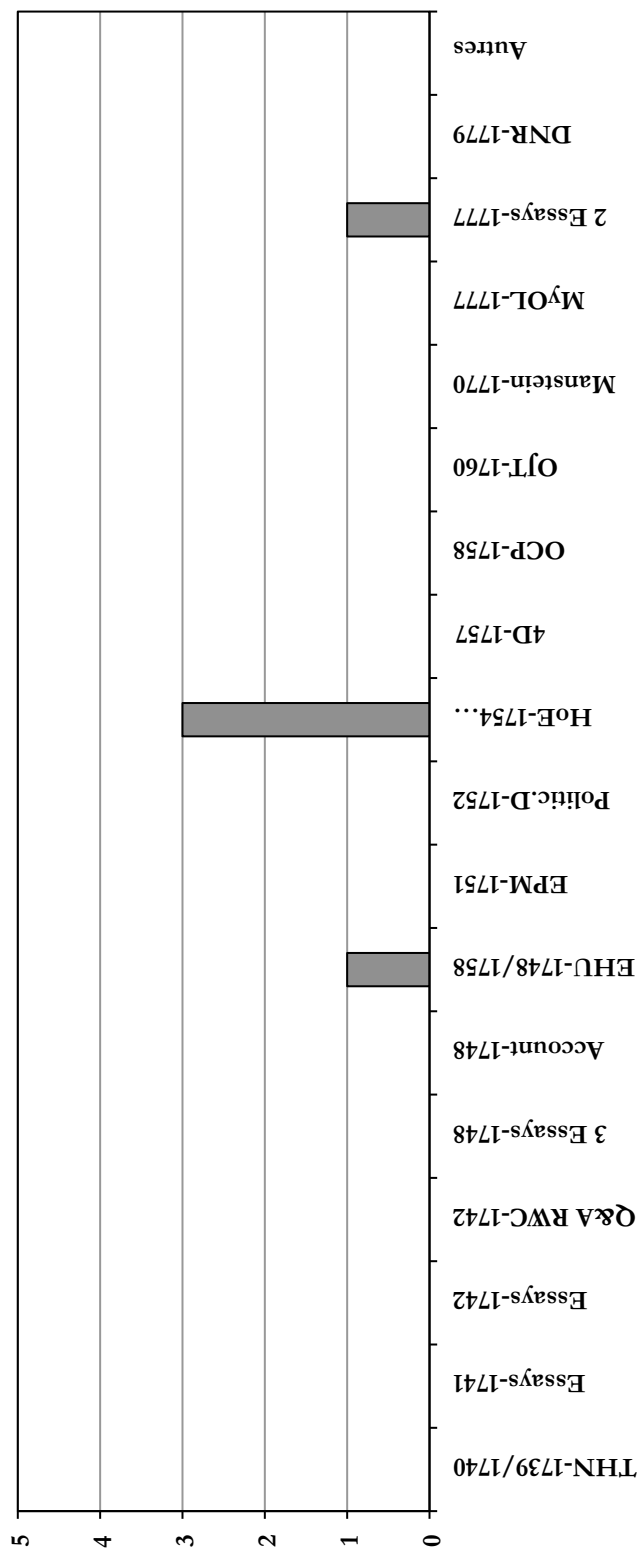 5
4
3
2
1
0
THN-1739/1740
Essays-1741
Essays-1742
Q&A RWC-1742
3 Essays-1748
Account-1748
EHU-1748/1758
EPM-1751
Politic.D-1752
HoE-1754…
4D-1757
OCP-1758
OJT-1760
Manstein-1770
MyOL-1777
2 Essays-1777
DNR-1779
Autres